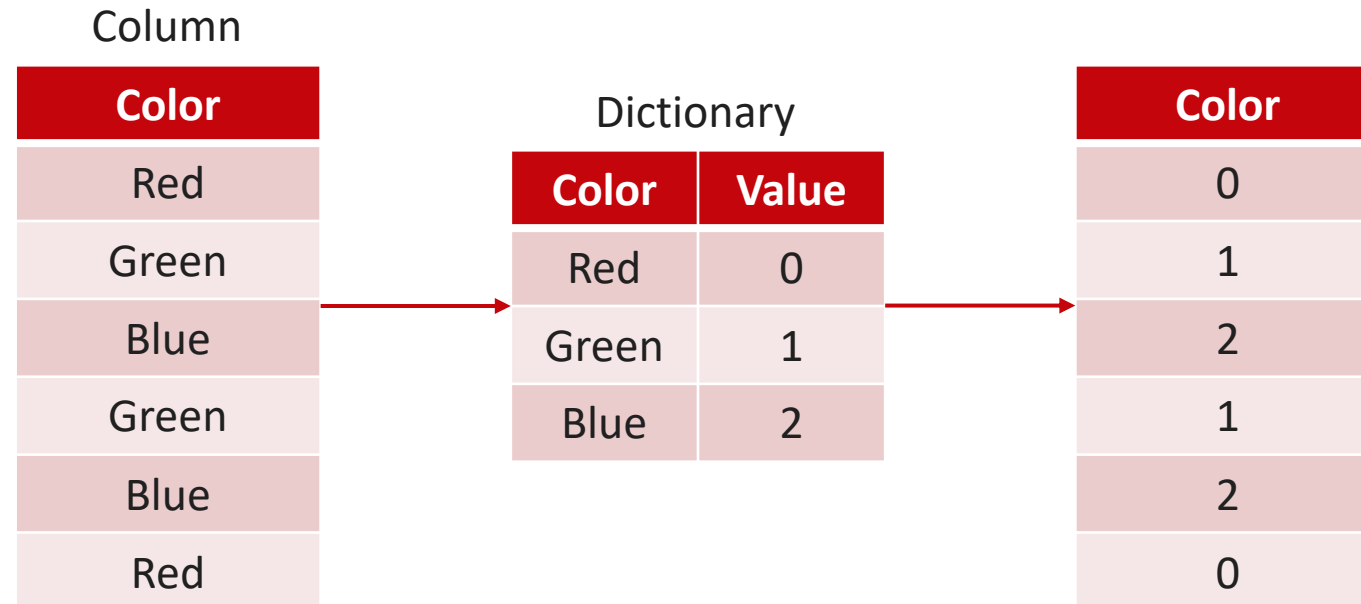 Column
Color
Red
Green
Blue
Green
Blue
Red
Dictionary
Color Value
Red 0
Green 1
Blue 2
Color
0
1
2
1
2
0